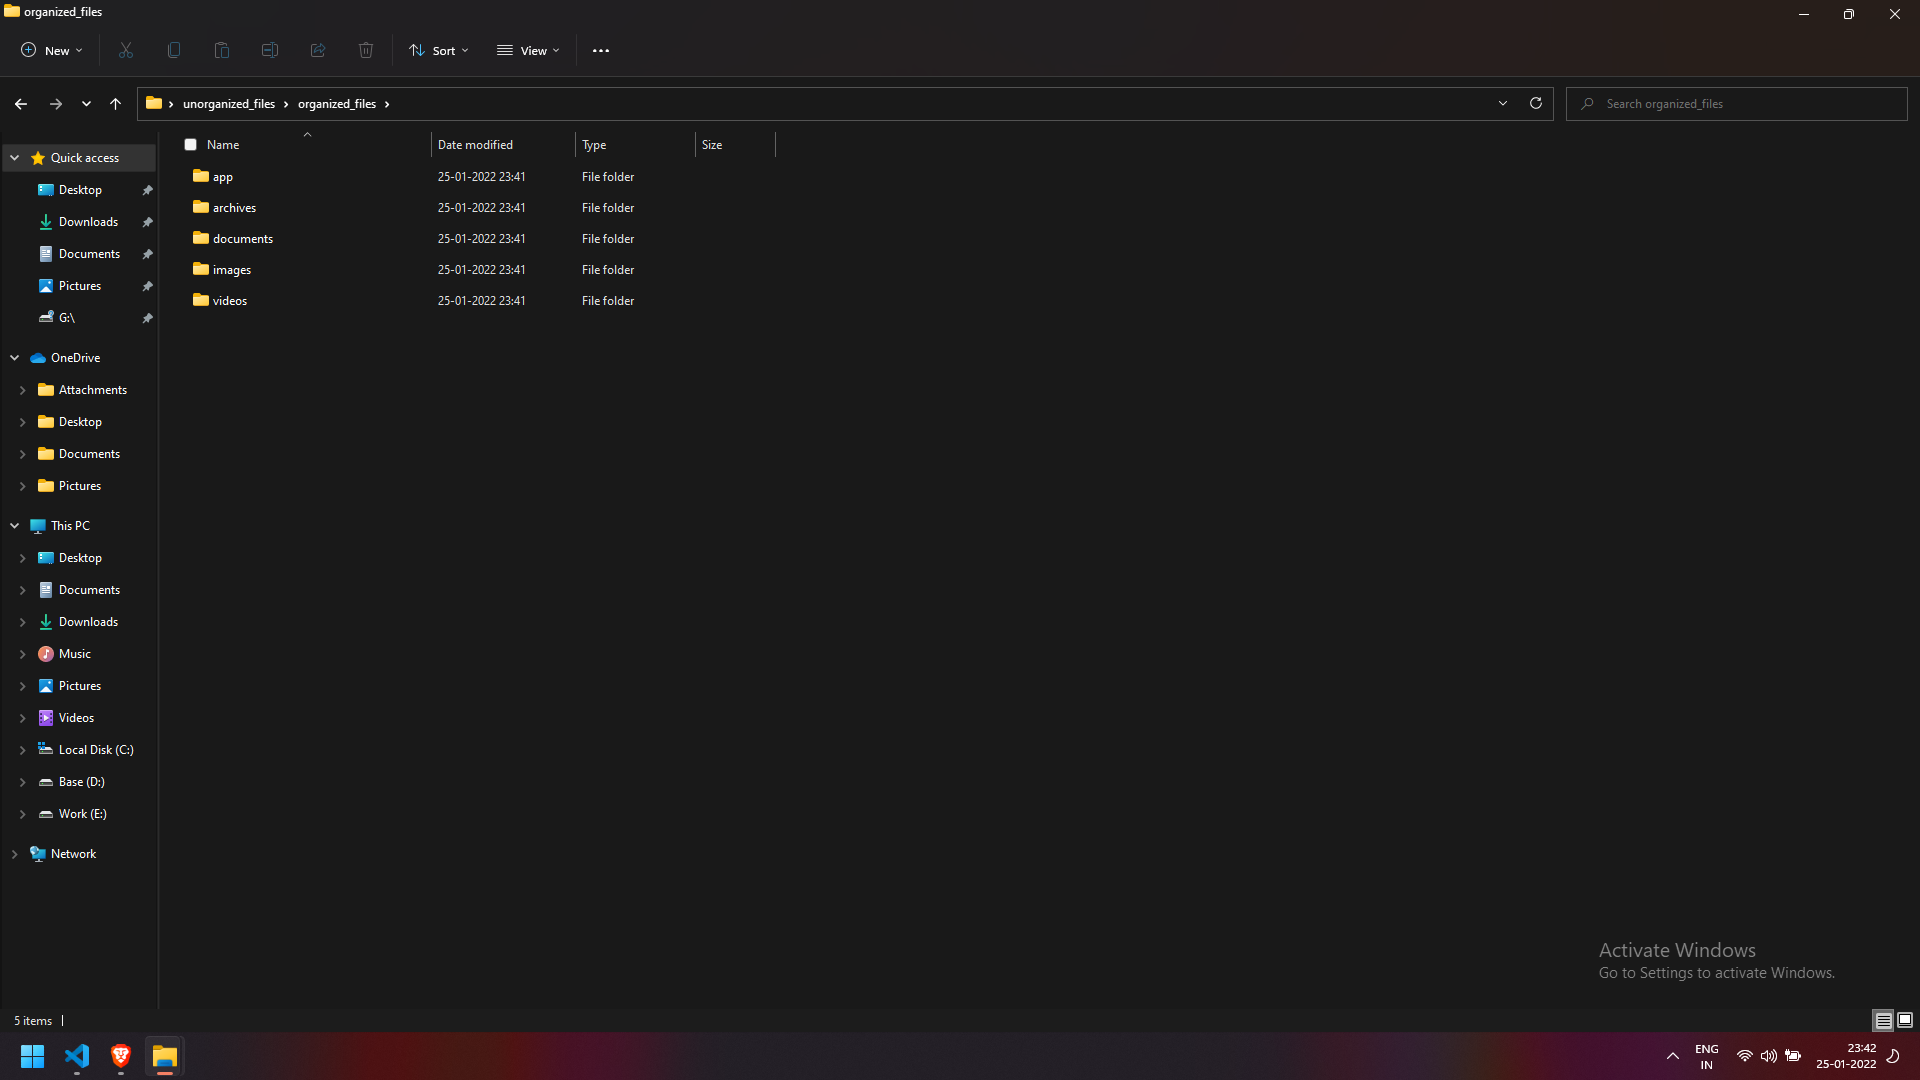 organized_files
New
Sort
View
unorganized_files
organized_files
Search organized_files
Name
Date modified
Type
Size
Quick access
Desktop
Downloads
Documents
Pictures
G:\
OneDrive
Attachments
Desktop
Documents
Pictures
This PC
Desktop
Documents
Downloads
Music
Pictures
Videos
Local Disk (C:)
Base (D:)
Work (E:)
Network
app 25-01-2022 23:41 File folder
archives 25-01-2022 23:41 File folder
documents 25-01-2022 23:41 File folder
images 25-01-2022 23:41 File folder
videos 25-01-2022 23:41 File folder
Activate Windows
Go to Settings to activate Windows.
5 items
ENG
IN
23:42
25-01-2022